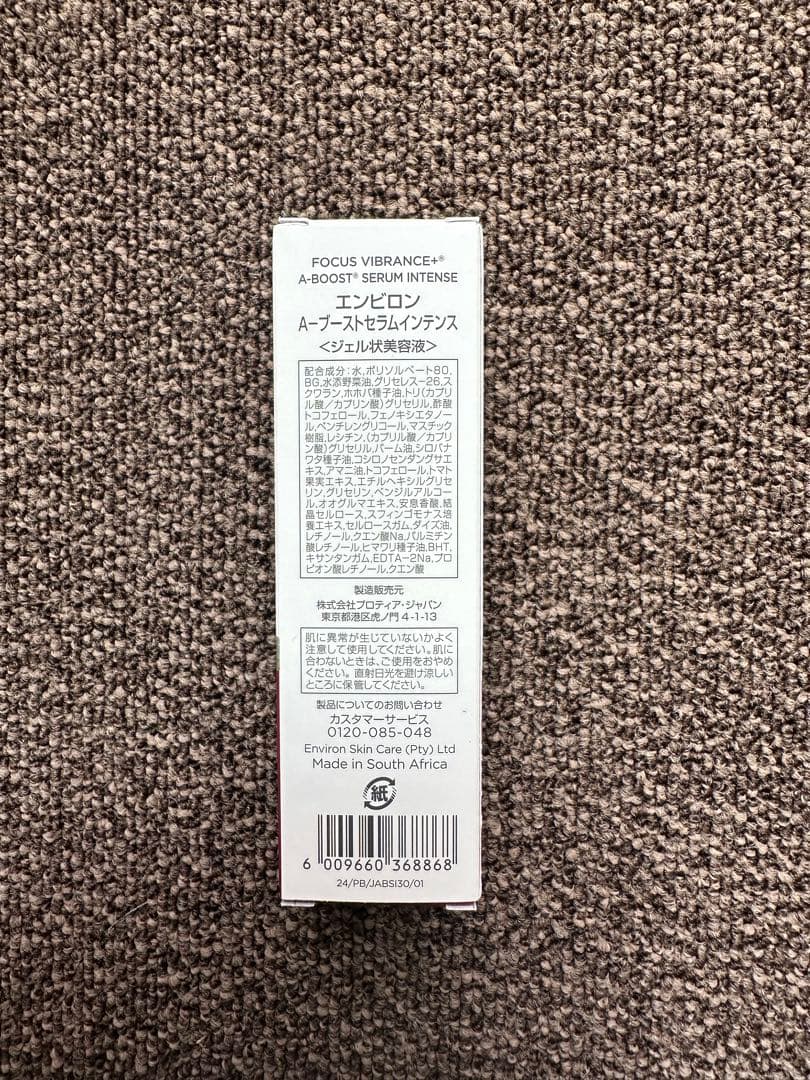 FOCUS VIBRANCE+®
A-BOOST® SERUM INTENSE
エンビロン
A-ブーストセラムインテンス
<ジェル状美容液>
配合成分:水,ポリソルベート80,
BG,水添野菜油,グリセレス-26,ス
クワラン,ホホバ種子油,トリ(カプリ
ル酸/カプリン酸)グリセリル,酢酸
トコフェロール,フェノキシエタノー
ル,ペンチレングリコール,マスチック
樹脂,レシチン,(カプリル酸/カプリ
ン酸)グリセリル,パーム油,シロバナ
ワタ種子油,コシロノセンダングサエ
キス,アマニ油,トコフェロール,トマト
果実エキス,エチルヘキシルグリセ
リン,グリセリン,ベンジルアルコー
ル,オオグルマエキス,安息香酸,結
晶セルロース,スフィンゴモナス培
養エキス,セルロースガム,ダイズ油,
レチノール,クエン酸Na,パルミチン
酸レチノール,ヒマワリ種子油,BHT,
キサンタンガム,EDTA-2Na,プロ
ピオン酸レチノール,クエン酸
製造販売元
株式会社プロティア・ジャパン
東京都港区虎ノ門4-1-13
肌に異常が生じていないかよく
注意して使用してください。肌に
合わないときは、ご使用をおやめ
ください。直射日光を避け涼しい
ところに保管してください。
製品についてのお問い合わせ
カスタマーサービス
0120-085-048
Environ Skin Care (Pty) Ltd
Made in South Africa
紙
6 009660 368868
24/PB/JABSI30/01